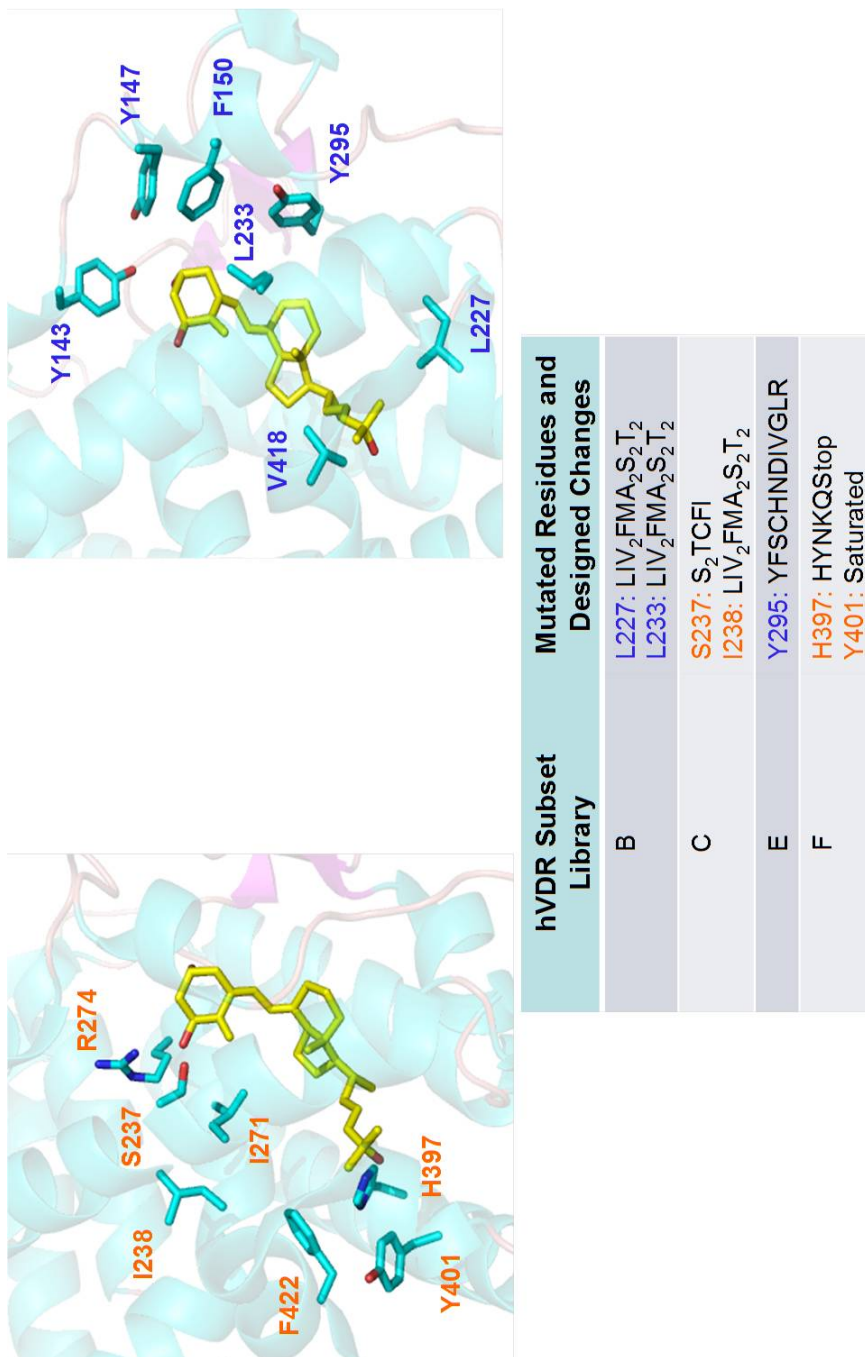 R274
S237
I238
I271
F422
H397
Y401
Y147
Y143
F150
L233
Y295
V418
L227
hVDR Subset Library
Mutated Residues and Designed Changes
B
L227: LIV₂FMA₂S₂T₂
L233: LIV₂FMA₂S₂T₂
C
S237: S₂TCFI
I238: LIV₂FMA₂S₂T₂
E
Y295: YFSCHNDIVGLR
F
H397: HYNKQStop
Y401: Saturated